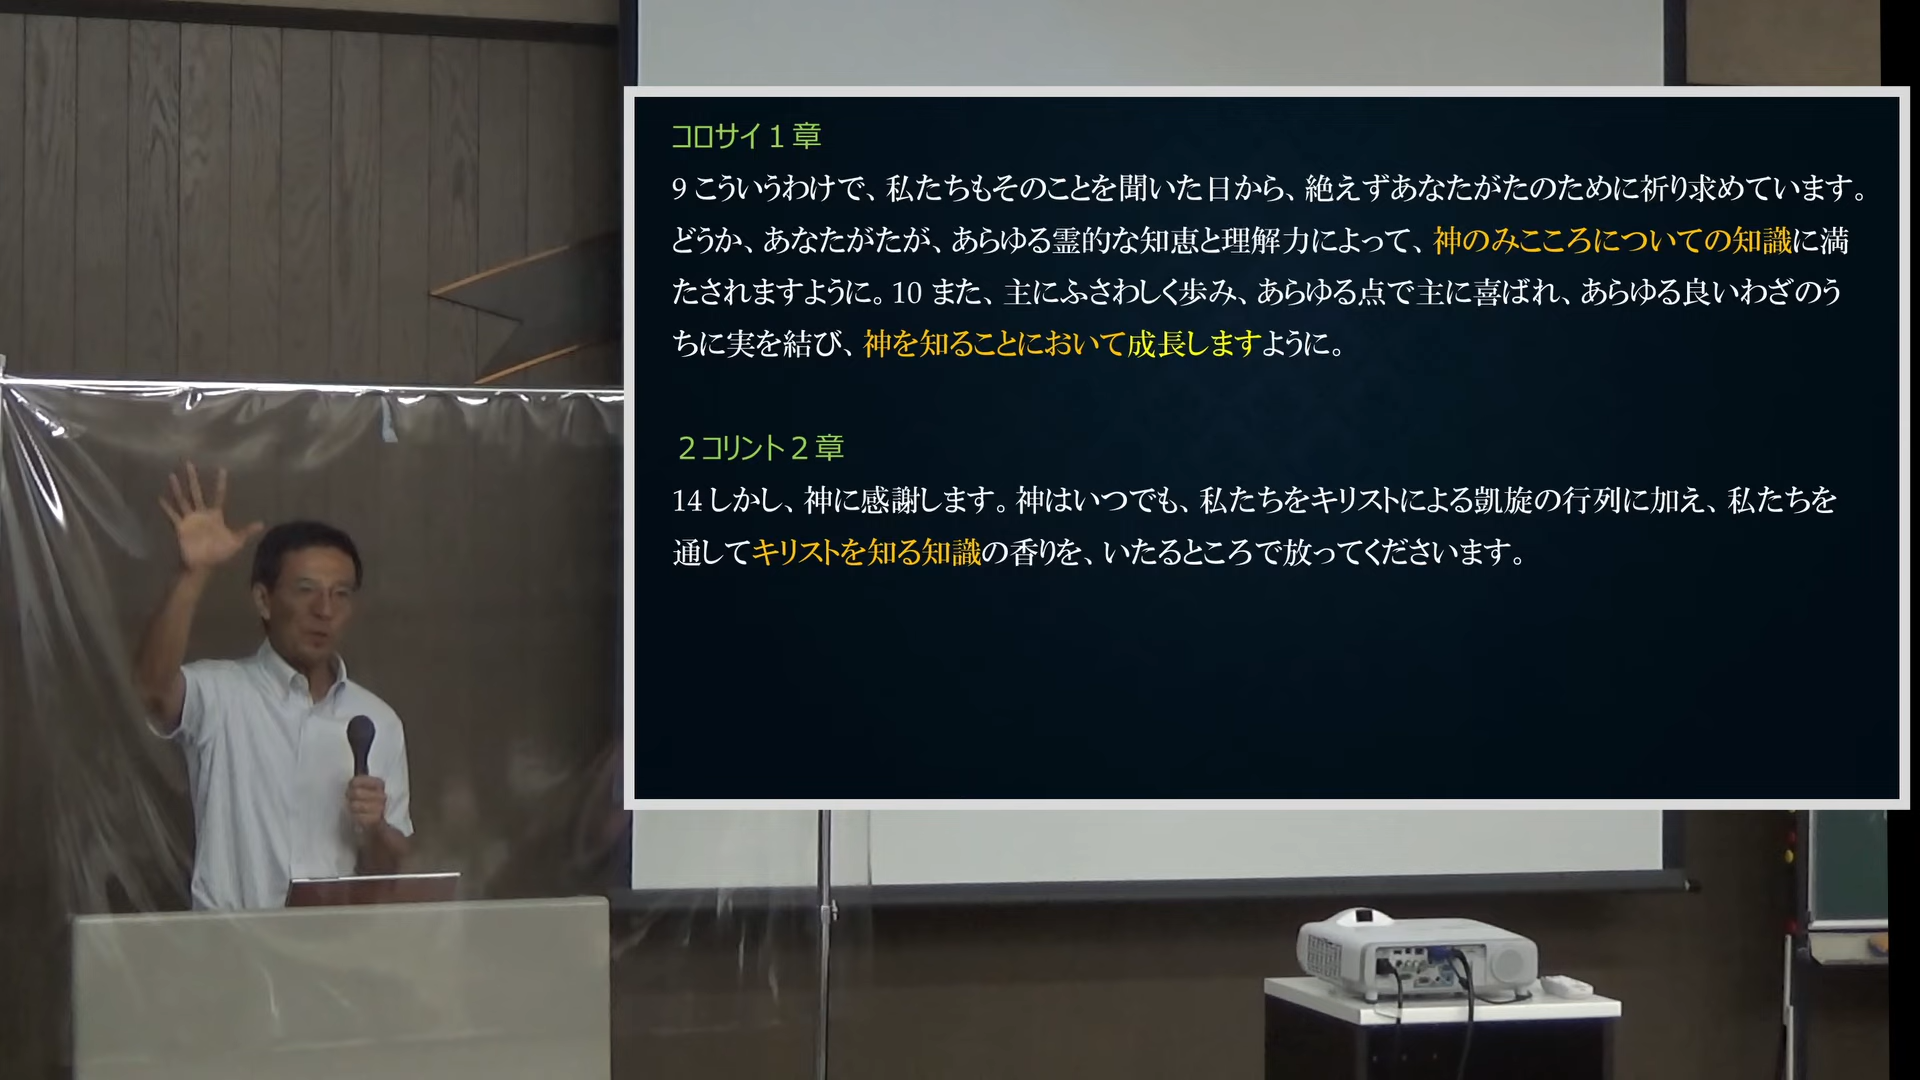 コロサイ１章
9 こういうわけで、私たちもそのことを聞いた日から、絶えずあなたがたのために祈り求めています。
どうか、あなたがたが、あらゆる霊的な知恵と理解力によって、神のみこころについての知識に満
たされますように。10 また、主にふさわしく歩み、あらゆる点で主に喜ばれ、あらゆる良いわざのう
ちに実を結び、神を知ることにおいて成長しますように。
２コリント２章
14 しかし、神に感謝します。神はいつでも、私たちをキリストによる凱旋の行列に加え、私たちを
通してキリストを知る知識の香りを、いたるところで放ってくださいます。